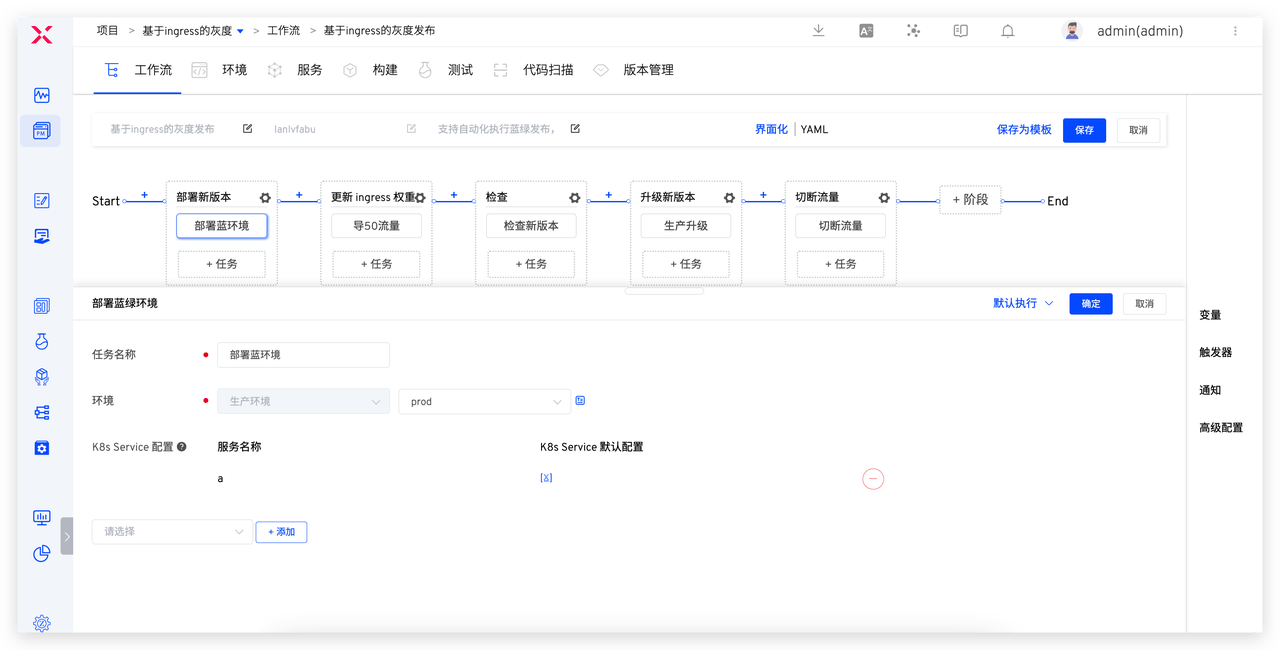 项目 > 基于ingress的灰度 > 工作流 > 基于ingress的灰度发布
admin(admin)
工作流 环境 服务 构建 测试 代码扫描 版本管理
基于ingress的灰度发布 lanlvfabu 支持自动化执行蓝绿发布，
界面化 | YAML
保存为模板 保存 取消
Start
部署新版本 更新 ingress 权重 检查 升级新版本 切断流量
+ 阶段 End
部署蓝环境 导50流量 检查新版本 生产升级 切断流量
+ 任务 + 任务 + 任务 + 任务 + 任务
部署蓝绿环境 默认执行 确定 取消
任务名称 部署蓝环境
环境 生产环境 prod
K8s Service 配置 服务名称 K8s Service 默认配置
a
请选择 + 添加
变量
触发器
通知
高级配置
PM